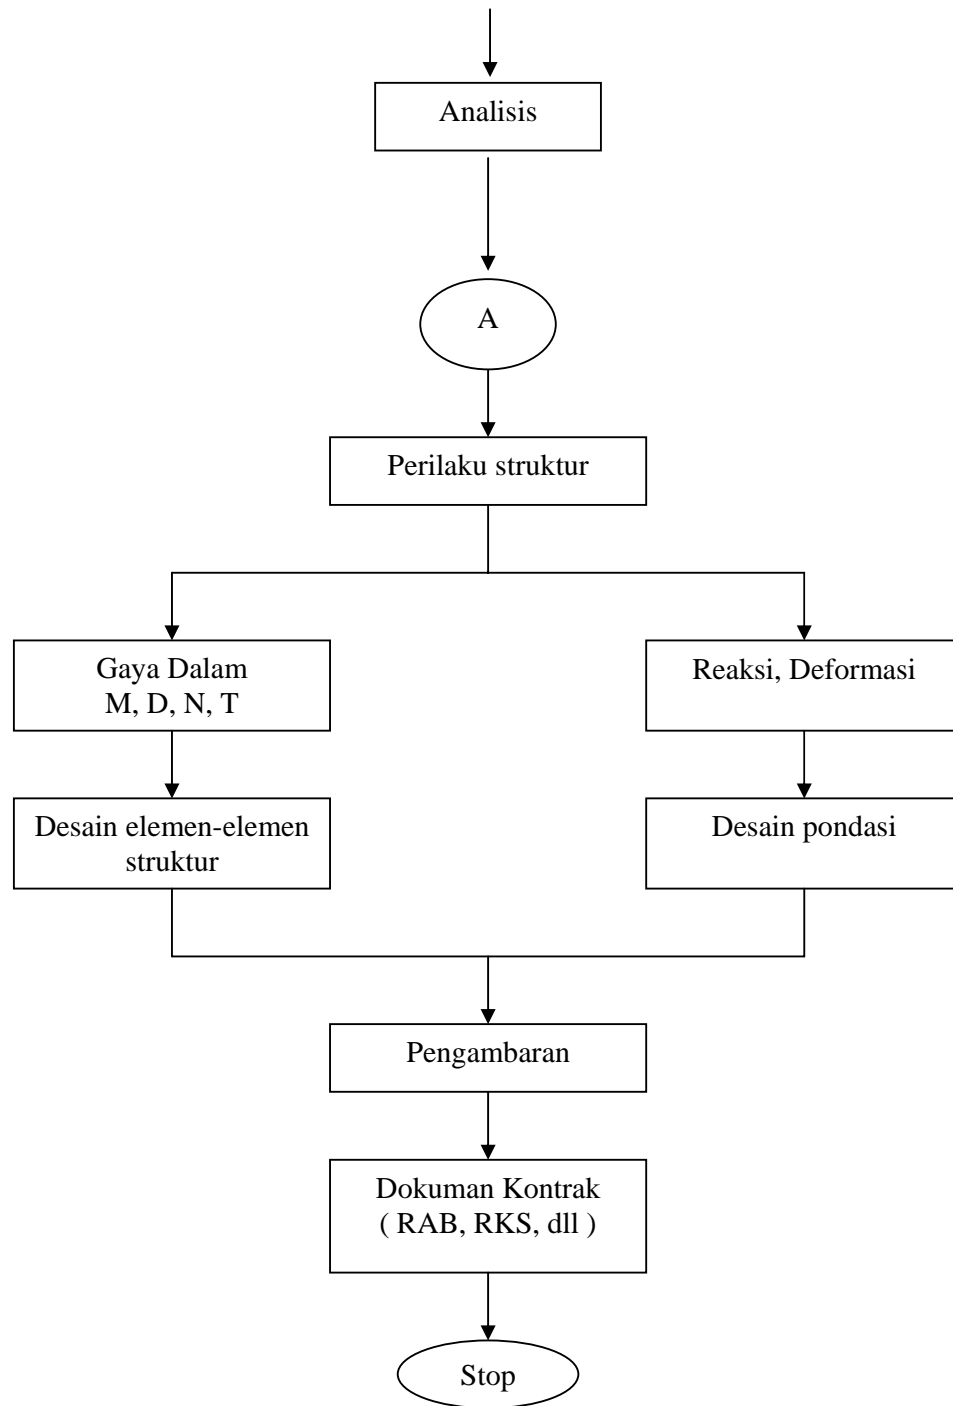 Analisis
A
Perilaku struktur
Gaya Dalam
M, D, N, T
Reaksi, Deformasi
Desain elemen-elemen
struktur
Desain pondasi
Pengambaran
Dokuman Kontrak
( RAB, RKS, dll )
Stop